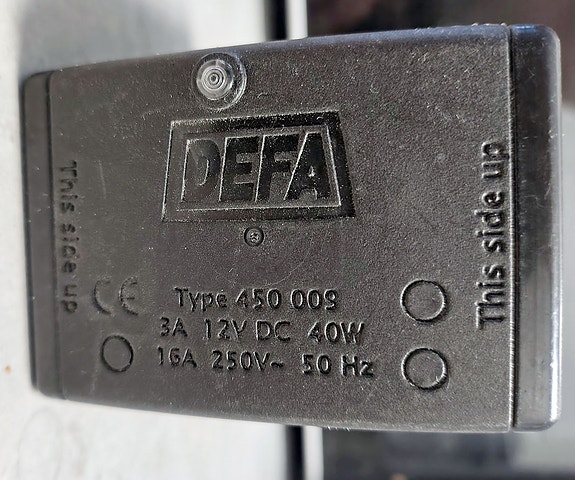 DEFA
This side up
This side up
CE
Type 450 009
3A 12V DC 40W
16A 250V~ 50 Hz